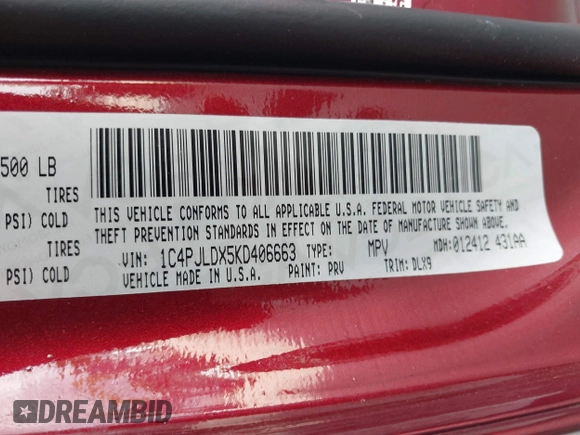 500 LB
TIRES
PSI) COLD
TIRES
PSI) COLD
THIS VEHICLE CONFORMS TO ALL APPLICABLE U.S.A. FEDERAL MOTOR VEHICLE SAFETY AND
THEFT PREVENTION STANDARDS IN EFFECT ON THE DATE OF MANUFACTURE SHOWN ABOVE.
VIN: 1C4PJLDX5KD406663 TYPE: MPV MDH:012412 431AA
VEHICLE MADE IN U.S.A. PAINT: PRV TRIM: DLX9
DREAMBID